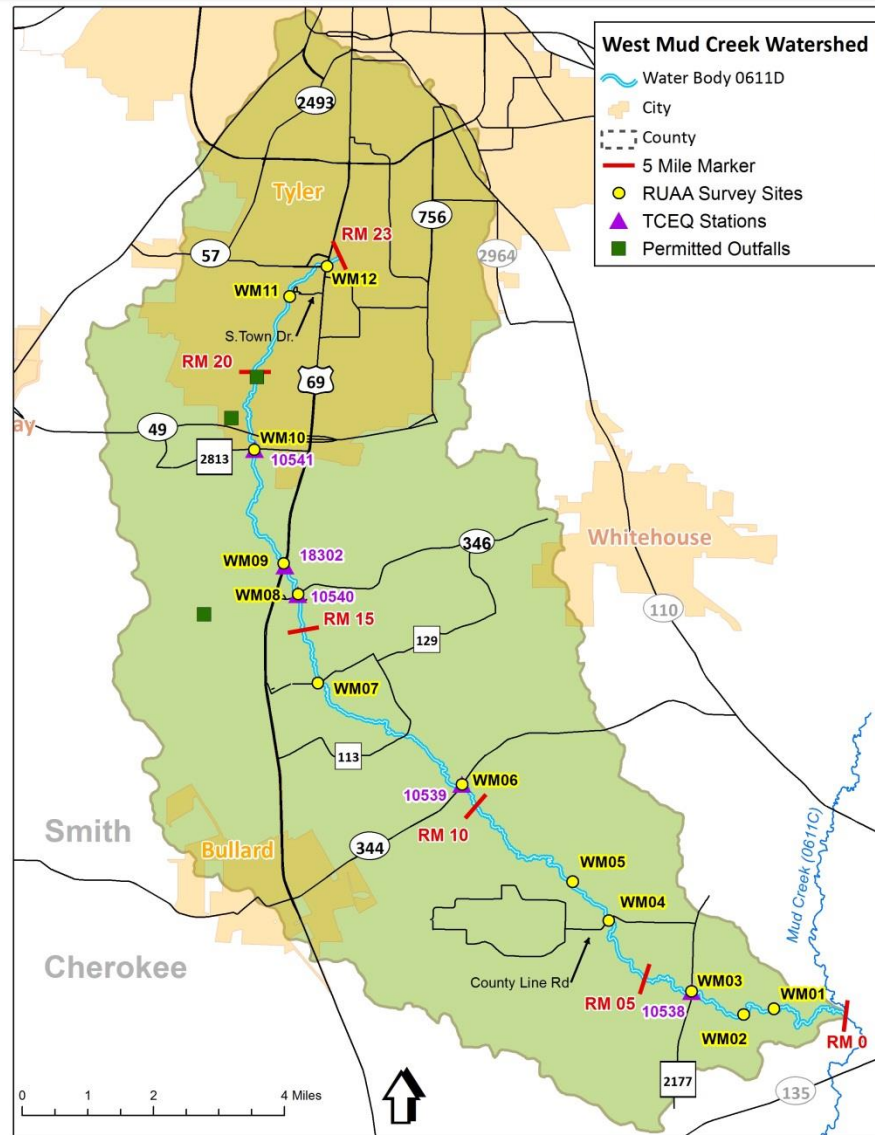 West Mud Creek Watershed
Water Body 0611D
City
County
5 Mile Marker
RUAA Survey Sites
TCEQ Stations
Permitted Outfalls
2493
Tyler
756
RM 23
57
2964
WM12
WM11
S.Town Dr.
RM 20
69
ay
49
WM10
10541
2813
Whitehouse
346
WM09
18302
WM08
10540
110
RM 15
129
WM07
113
WM06
10539
RM 10
Smith
344
Bullard
WM05
WM04
Mud Creek (0611C)
Cherokee
County Line Rd
WM03
WM01
RM 05
10538
WM02
RM 0
2177
135
0 1 2 4 Miles